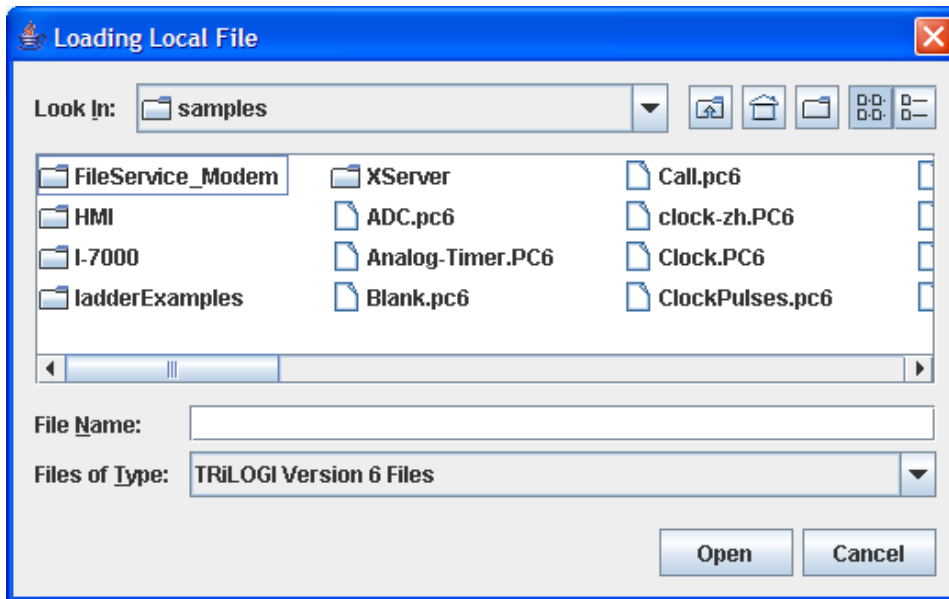 Loading Local File
Look In: samples
FileService_Modem XServer Call.pc6
HMI ADC.pc6 clock-zh.PC6
I-7000 Analog-Timer.PC6 Clock.PC6
ladderExamples Blank.pc6 ClockPulses.pc6
File Name:
Files of Type: TRiLOGI Version 6 Files
Open Cancel